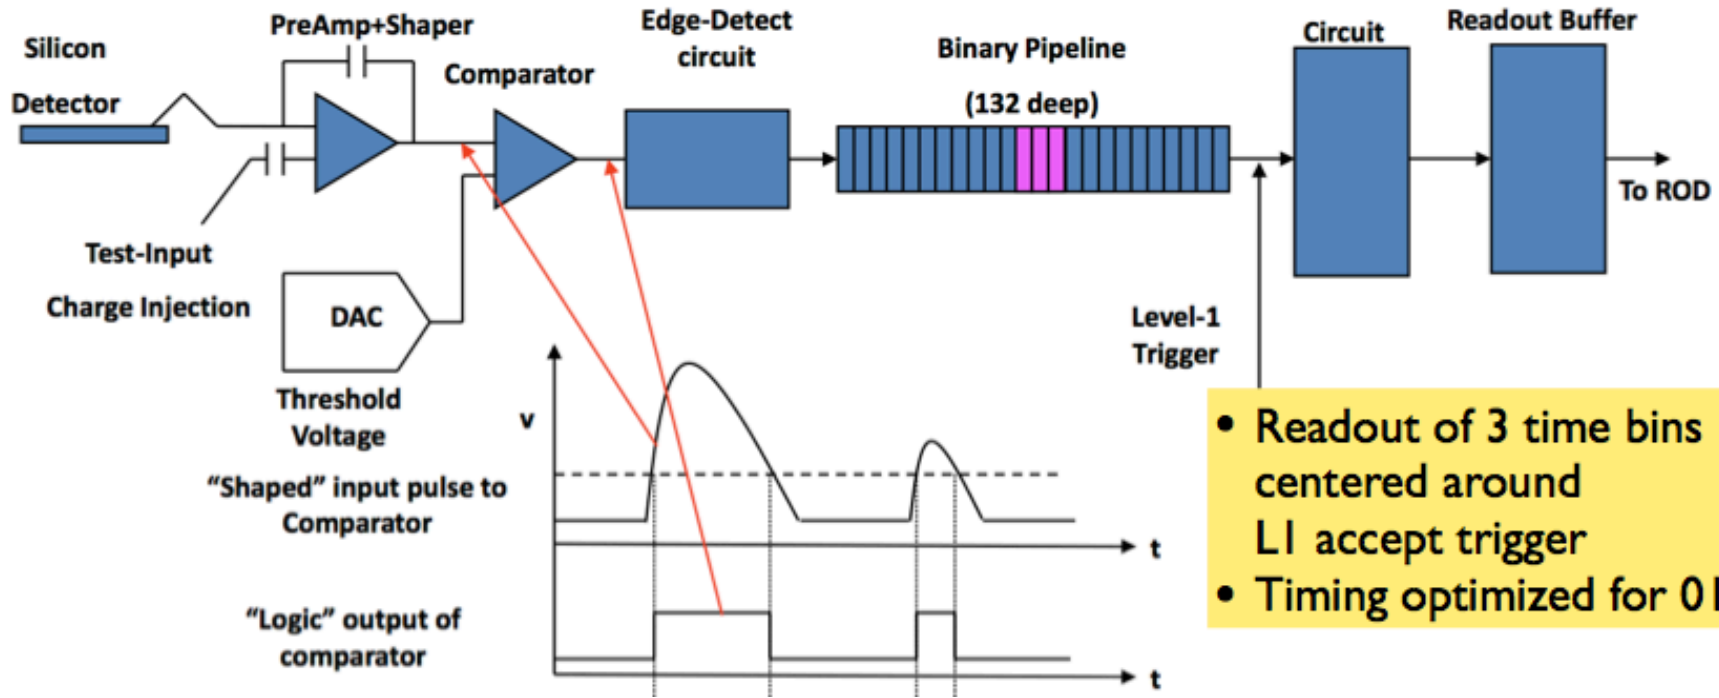 Silicon
Detector
PreAmp+Shaper
Comparator
Edge-Detect
circuit
Binary Pipeline
(132 deep)
Circuit
Readout Buffer
To ROD
Test-Input
Charge Injection
DAC
Threshold
Voltage
Level-1
Trigger
v
"Shaped" input pulse to
Comparator
t
"Logic" output of
comparator
t
• Readout of 3 time bins
centered around
L1 accept trigger
• Timing optimized for 01